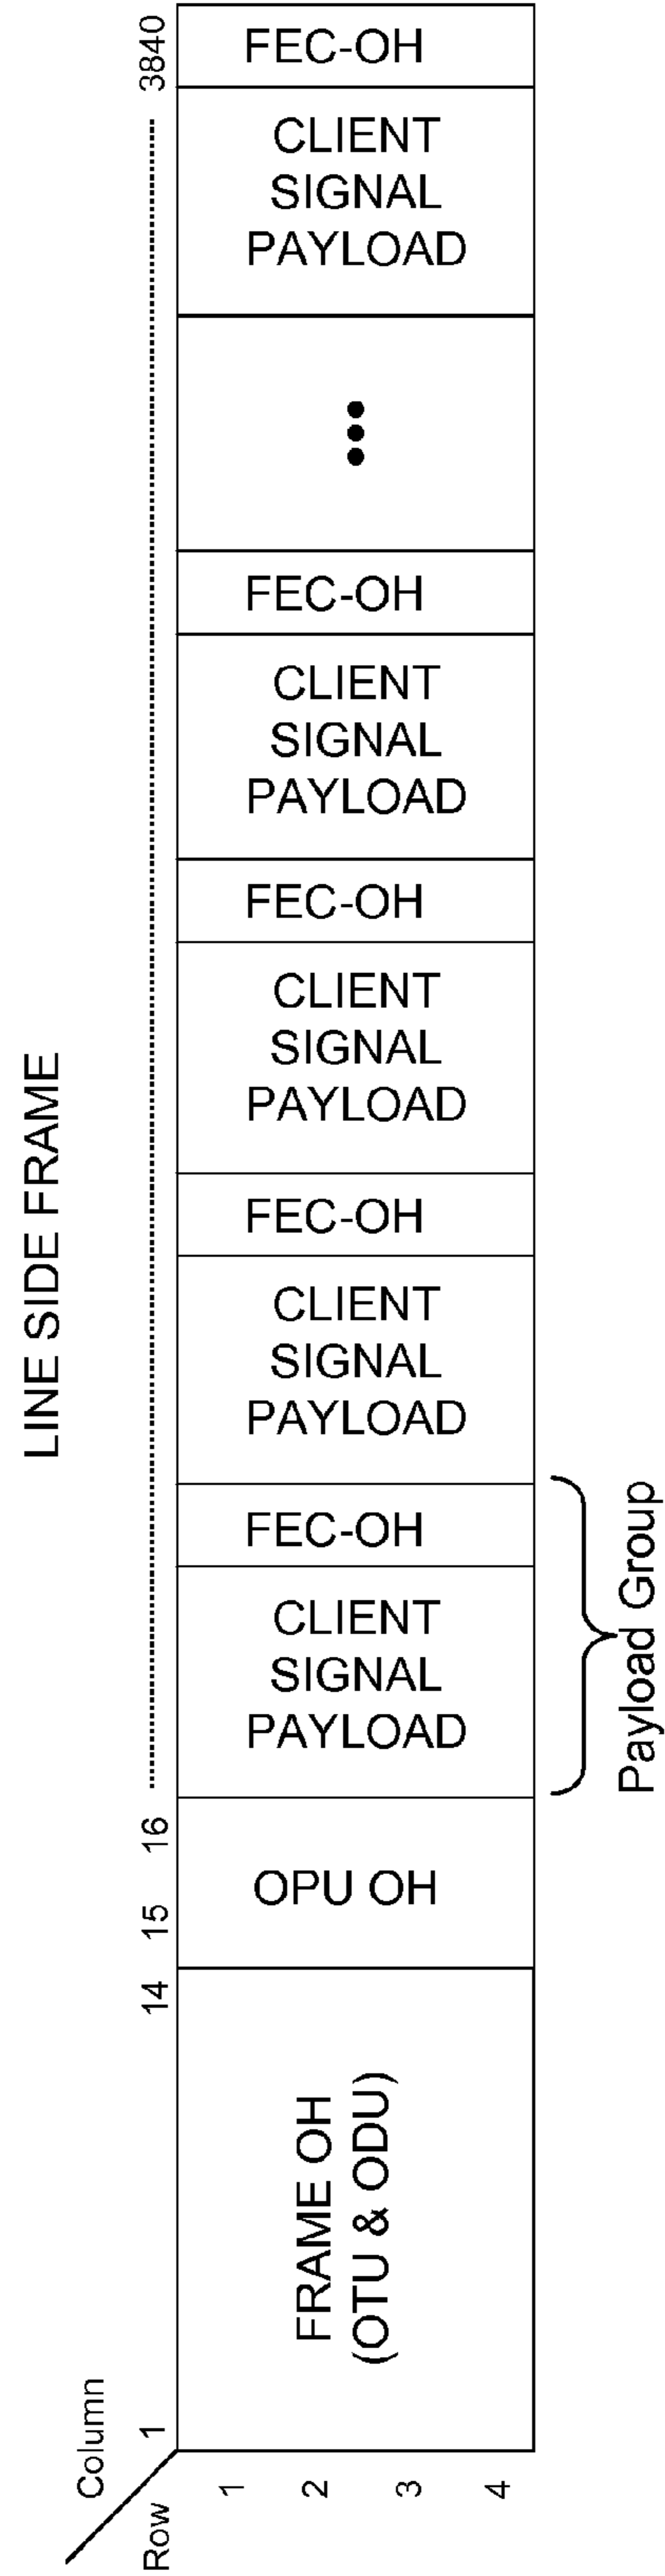 LINE SIDE FRAME
Column
Row
1
14
15
16
3840
1
2
3
4
FRAME OH
(OTU & ODU)
OPU OH
CLIENT
SIGNAL
PAYLOAD
FEC-OH
CLIENT
SIGNAL
PAYLOAD
FEC-OH
CLIENT
SIGNAL
PAYLOAD
FEC-OH
CLIENT
SIGNAL
PAYLOAD
FEC-OH
•••
CLIENT
SIGNAL
PAYLOAD
FEC-OH
Payload Group